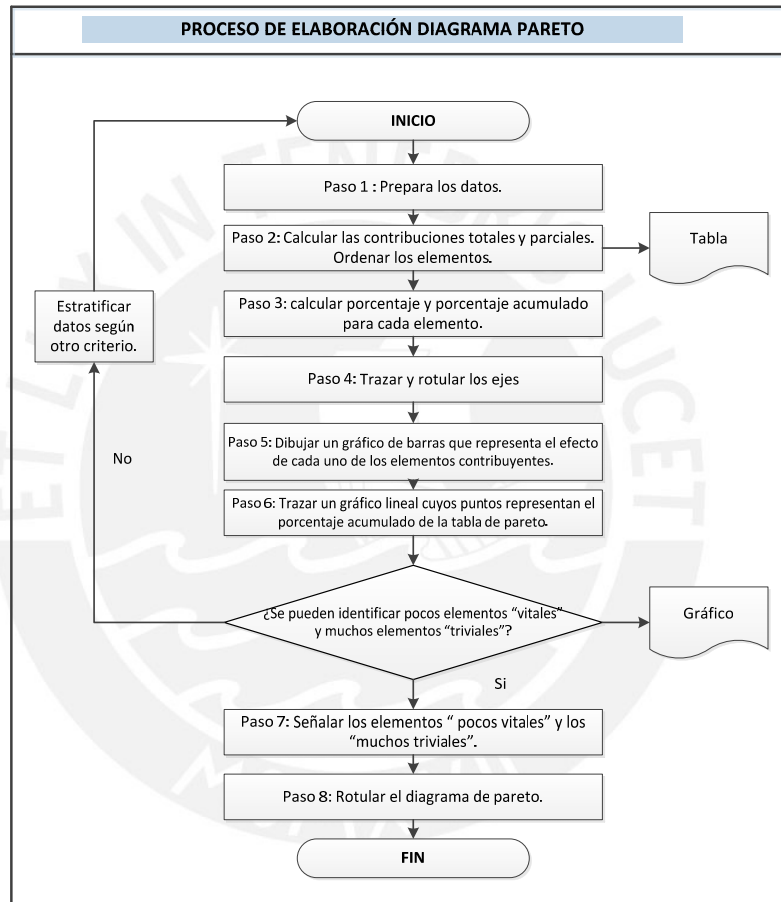 PROCESO DE ELABORACIÓN DIAGRAMA PARETO
INICIO
Paso 1 : Prepara los datos.
Paso 2: Calcular las contribuciones totales y parciales.
Ordenar los elementos.
Tabla
Estratificar
datos según
otro criterio.
Paso 3: calcular porcentaje y porcentaje acumulado
para cada elemento.
Paso 4: Trazar y rotular los ejes
Paso 5: Dibujar un gráfico de barras que representa el efecto
de cada uno de los elementos contribuyentes.
No
Paso 6: Trazar un gráfico lineal cuyos puntos representan el
porcentaje acumulado de la tabla de pareto.
¿Se pueden identificar pocos elementos “vitales”
y muchos elementos “triviales”?
Gráfico
Si
Paso 7: Señalar los elementos “ pocos vitales” y los
“muchos triviales”.
Paso 8: Rotular el diagrama de pareto.
FIN
ET LUX IN TENEBRIS LUCET